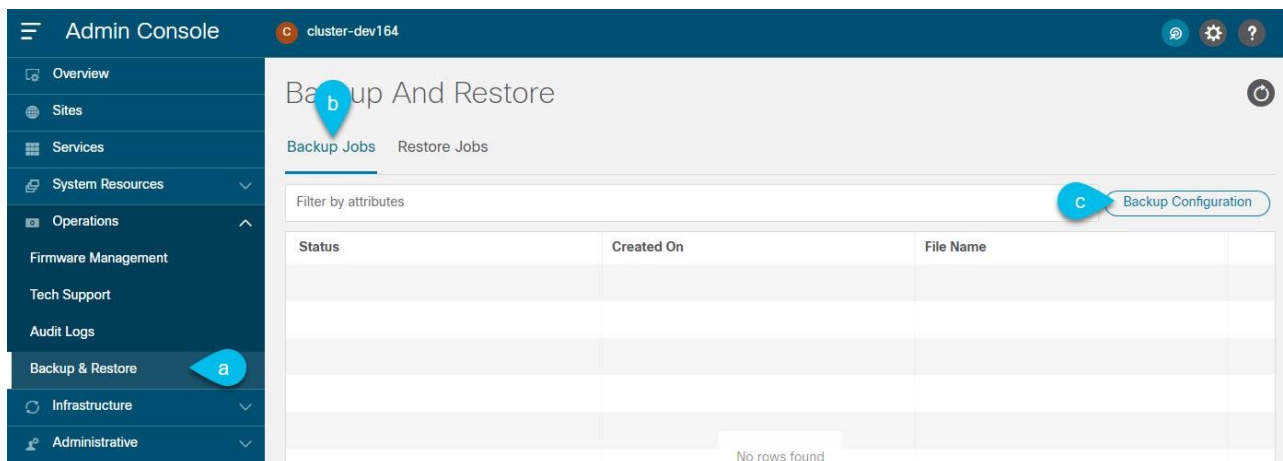 Admin Console
C cluster-dev164
?
Overview
Sites
Services
System Resources
Operations
Firmware Management
Tech Support
Audit Logs
Backup & Restore
a
Infrastructure
Administrative
Backup And Restore
b
Backup Jobs Restore Jobs
Filter by attributes
c
Backup Configuration
Status Created On File Name
No rows found